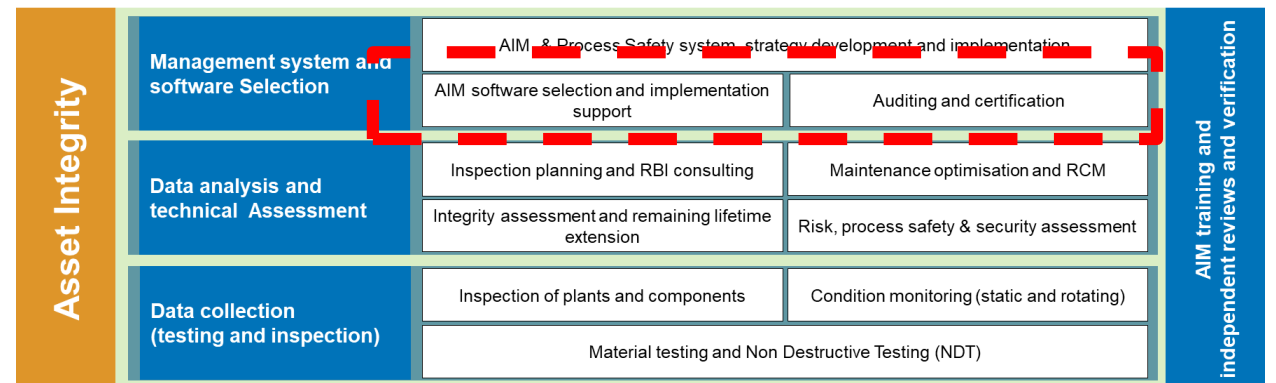 Asset Integrity
Management system and
software Selection
AIM & Process Safety system, strategy development and implementation
AIM software selection and implementation
support
Auditing and certification
Data analysis and
technical Assessment
Inspection planning and RBI consulting
Maintenance optimisation and RCM
Integrity assessment and remaining lifetime
extension
Risk, process safety & security assessment
Data collection
(testing and inspection)
Inspection of plants and components
Condition monitoring (static and rotating)
Material testing and Non Destructive Testing (NDT)
AIM training and
independent reviews and verification